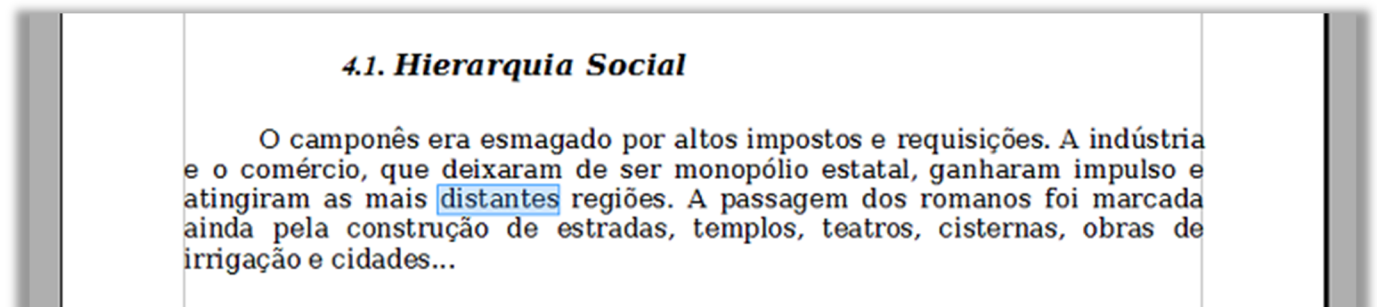 4.1. Hierarquia Social
O camponês era esmagado por altos impostos e requisições. A indústria
e o comércio, que deixaram de ser monopólio estatal, ganharam impulso e
atingiram as mais distantes regiões. A passagem dos romanos foi marcada
ainda pela construção de estradas, templos, teatros, cisternas, obras de
irrigação e cidades...